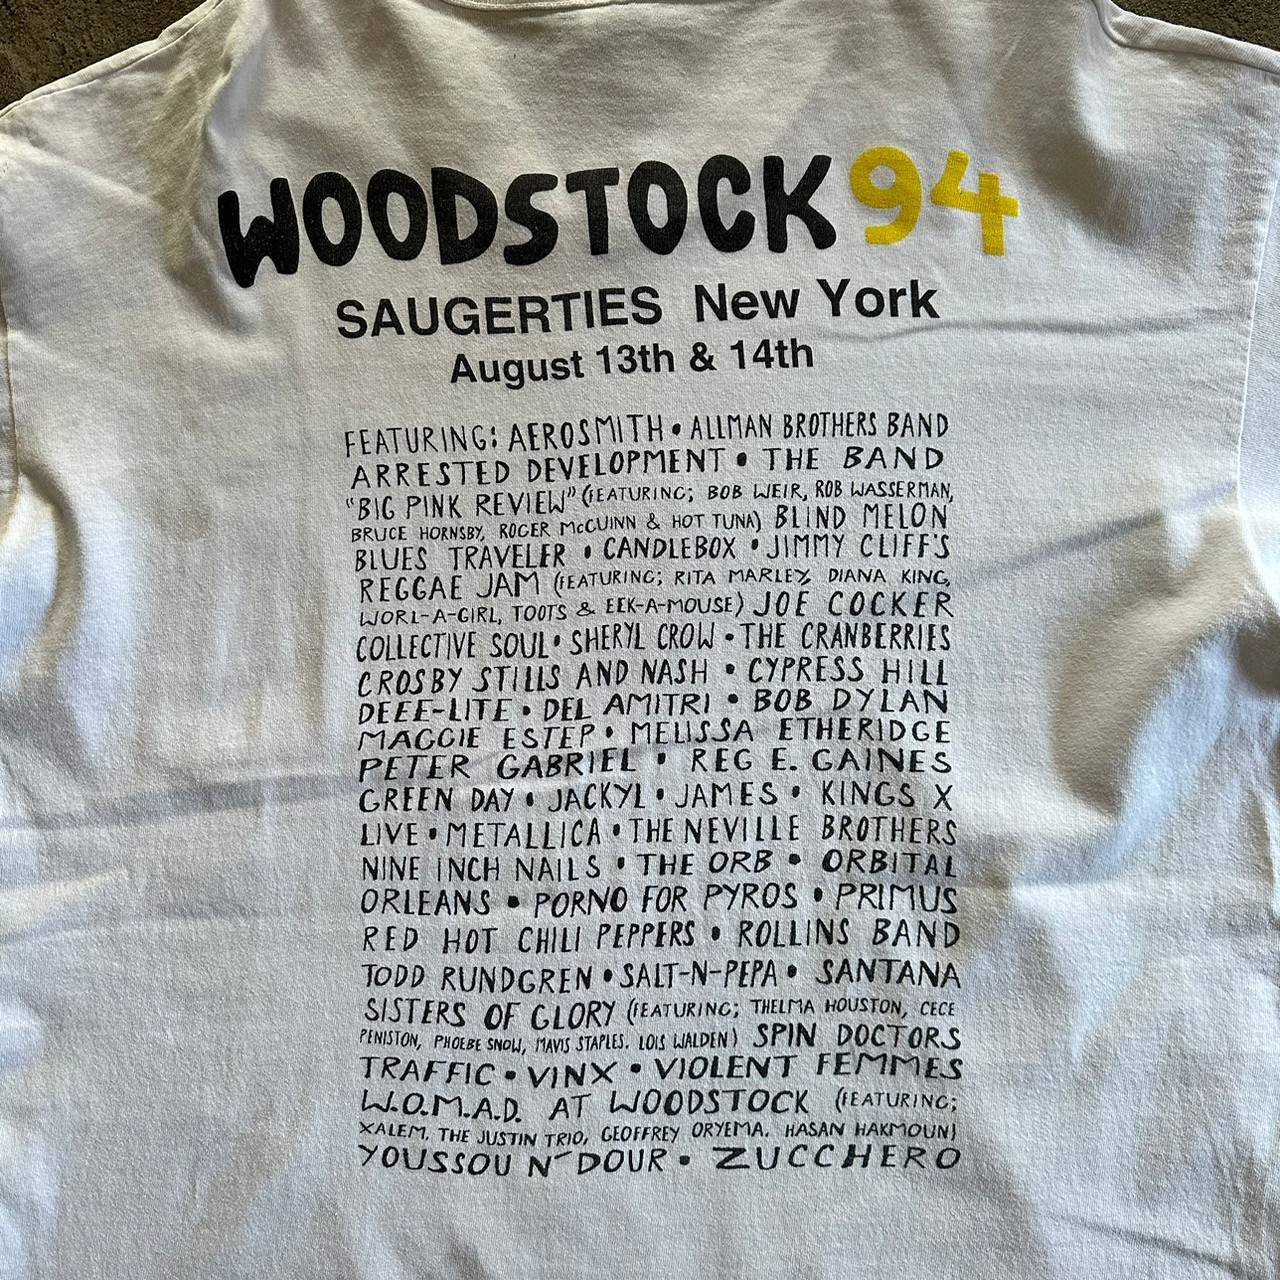 WOODSTOCK 94
SAUGERTIES New York
August 13th & 14th
FEATURING: AEROSMITH • ALLMAN BROTHERS BAND
ARRESTED DEVELOPMENT • THE BAND
"BIG PINK REVIEW" (FEATURING; BOB WEIR, ROB WASSERMAN,
BRUCE HORNSBY, ROGER McCUINN & HOT TUNA) BLIND MELON
BLUES TRAVELER • CANDLEBOX • JIMMY CLIFF'S
REGGAE JAM (FEATURING; RITA MARLEY, DIANA KING,
WORL-A-GIRL, TOOTS & EEK-A-MOUSE) JOE COCKER
COLLECTIVE SOUL • SHERYL CROW • THE CRANBERRIES
CROSBY STILLS AND NASH • CYPRESS HILL
DEEE-LITE • DEL AMITRI • BOB DYLAN
MAGGIE ESTEP • MELISSA ETHERIDGE
PETER GABRIEL • REG E. GAINES
GREEN DAY • JACKYL • JAMES • KINGS X
LIVE • METALLICA • THE NEVILLE BROTHERS
NINE INCH NAILS • THE ORB • ORBITAL
ORLEANS • PORNO FOR PYROS • PRIMUS
RED HOT CHILI PEPPERS • ROLLINS BAND
TODD RUNDGREN • SALT-N-PEPA • SANTANA
SISTERS OF GLORY (FEATURING; THELMA HOUSTON, CECE
PENISTON, PHOEBE SNOW, MAVIS STAPLES. LOIS WALDEN) SPIN DOCTORS
TRAFFIC • VINX • VIOLENT FEMMES
W.O.M.A.D. AT WOODSTOCK (FEATURING;
XALEM, THE JUSTIN TRIO, GEOFFREY ORYEMA. HASAN HAKMOUN)
YOUSSOU N'DOUR • ZUCCHERO